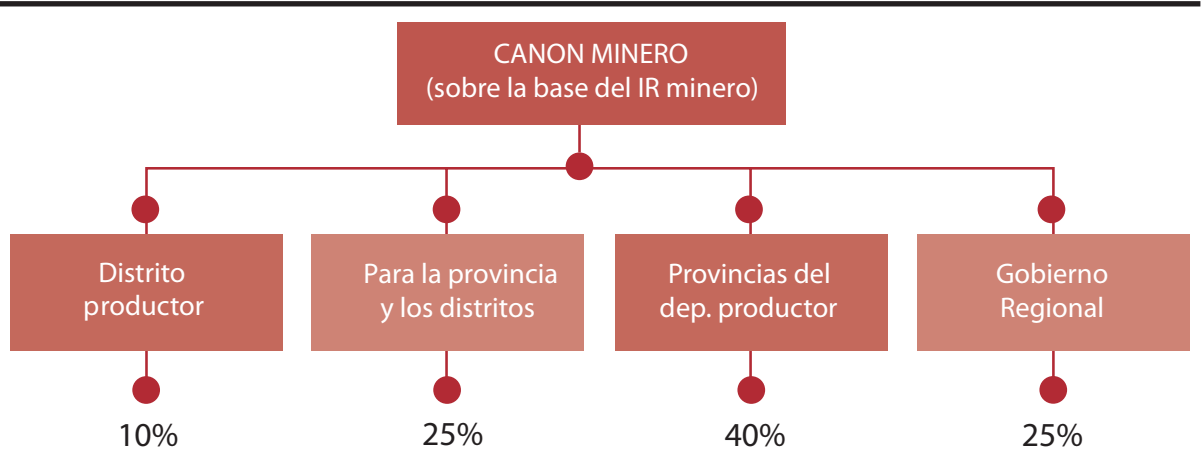 CANON MINERO
(sobre la base del IR minero)
Distrito
productor
Para la provincia
y los distritos
Provincias del
dep. productor
Gobierno
Regional
10%
25%
40%
25%